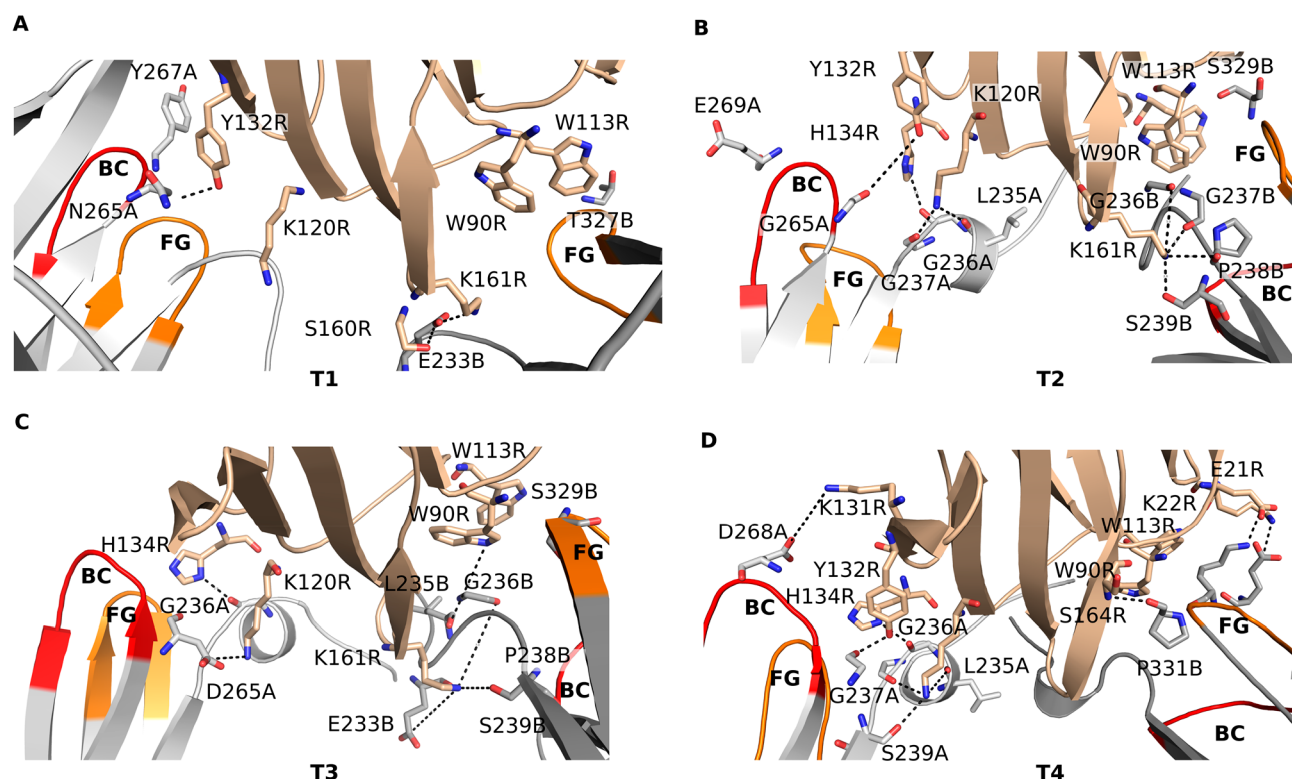 A
Y267A
Y132R
W113R
BC
N265A
K120R
W90R
T327B
FG
FG
K161R
S160R
E233B
T1
B
Y132R
W113R
S329B
E269A
K120R
H134R
W90R
FG
BC
L235A
G236B
G237B
G265A
K161R
FG
G236A
P238B
G237A
BC
S239B
T2
C
W113R
S329B
W90R
H134R
FG
BC
K120R
L235B
G236B
G236A
FG
K161R
P238B
D265A
BC
E233B
S239B
T3
D
E21R
K22R
K131R
D268A
W113R
Y132R
W90R
BC
H134R
S164R
G236A
FG
L235A
FG
G237A
P331B
BC
S239A
T4